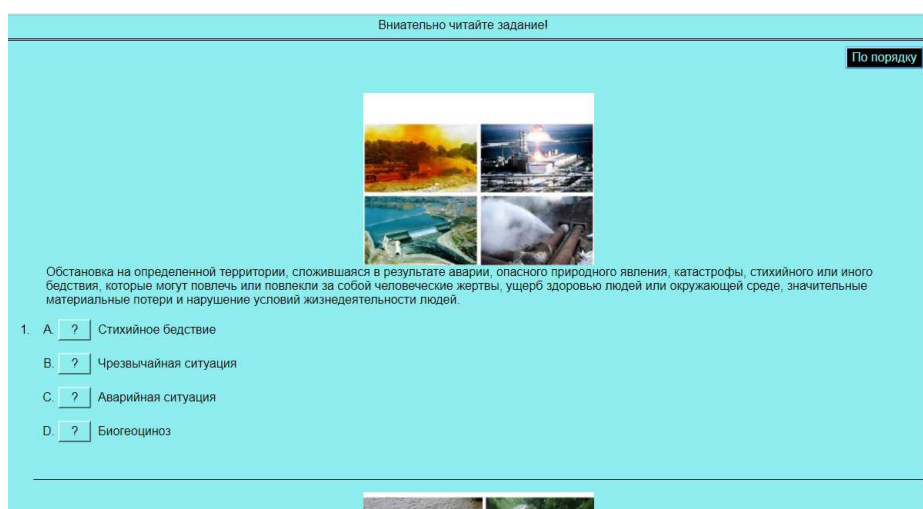 Вниательно читайте задание!
По порядку
Обстановка на определенной территории, сложившаяся в результате аварии, опасного природного явления, катастрофы, стихийного или иного
бедствия, которые могут повлечь или повлекли за собой человеческие жертвы, ущерб здоровью людей или окружающей среде, значительные
материальные потери и нарушение условий жизнедеятельности людей.
1. A. ? Стихийное бедствие
B. ? Чрезвычайная ситуация
C. ? Аварийная ситуация
D. ? Биогеоциноз